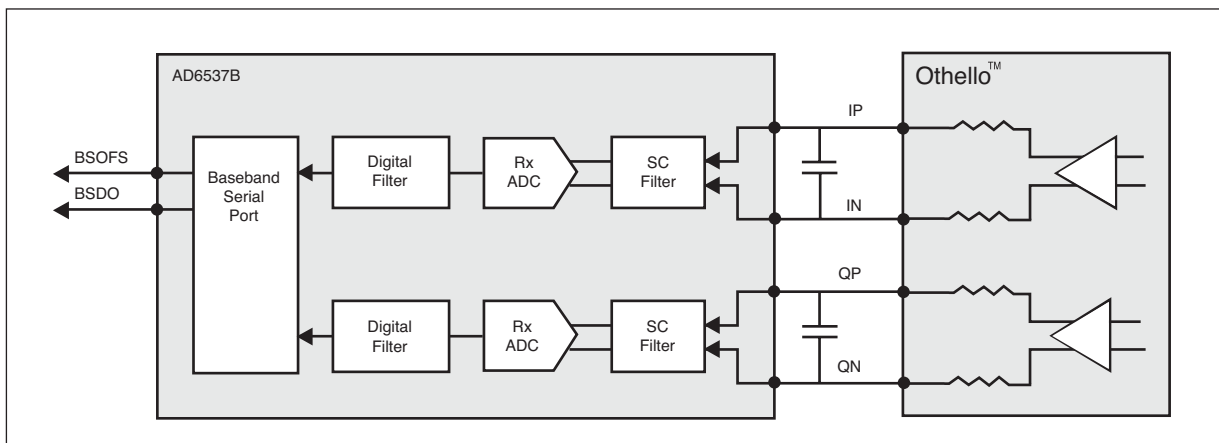 AD6537B
Othello™
IP
BSOFS
BSDO
Baseband
Serial
Port
Digital
Filter
Rx
ADC
SC
Filter
IN
QP
Digital
Filter
Rx
ADC
SC
Filter
QN